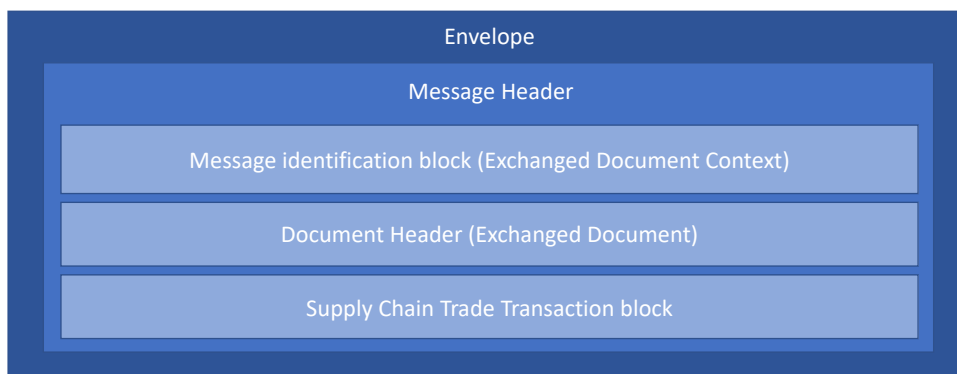 Envelope
Message Header
Message identification block (Exchanged Document Context)
Document Header (Exchanged Document)
Supply Chain Trade Transaction block